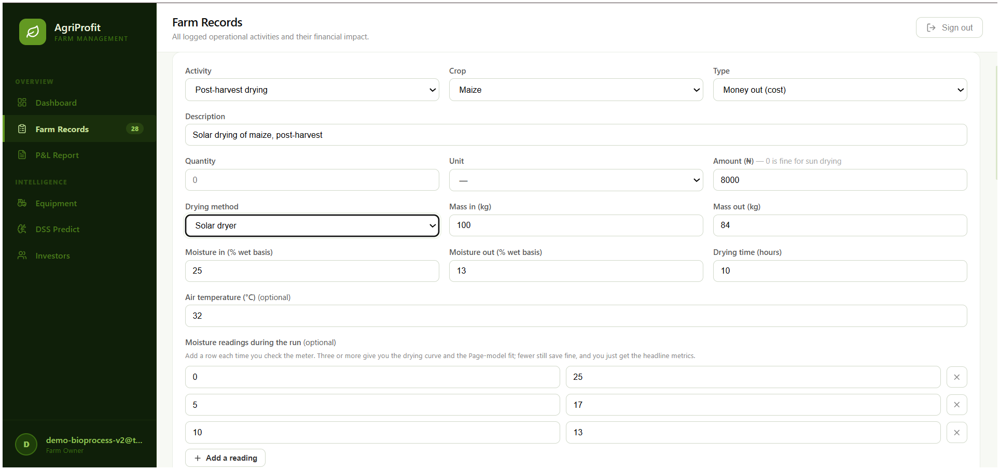 AgriProfit
FARM MANAGEMENT
OVERVIEW
Dashboard
Farm Records 28
P&L Report
INTELLIGENCE
Equipment
DSS Predict
Investors
D
demo-bioprocess-v2@t...
Farm Owner
Farm Records
All logged operational activities and their financial impact.
Sign out
Activity Crop Type
Post-harvest drying Maize Money out (cost)
Description
Solar drying of maize, post-harvest
Quantity Unit Amount (₦) — 0 is fine for sun drying
0 — 8000
Drying method Mass in (kg) Mass out (kg)
Solar dryer 100 84
Moisture in (% wet basis) Moisture out (% wet basis) Drying time (hours)
25 13 10
Air temperature (°C) (optional)
32
Moisture readings during the run (optional)
Add a row each time you check the meter. Three or more give you the drying curve and the Page-model fit; fewer still save fine, and you just get the headline metrics.
0 25
5 17
10 13
+ Add a reading